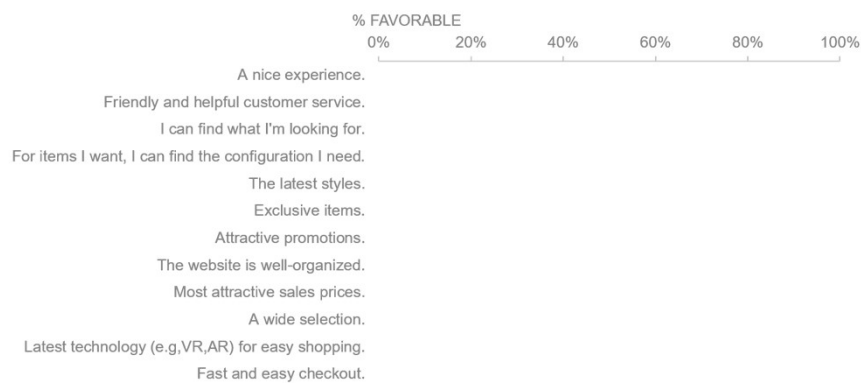 % FAVORABLE
0% 20% 40% 60% 80% 100%
A nice experience.
Friendly and helpful customer service.
I can find what I'm looking for.
For items I want, I can find the configuration I need.
The latest styles.
Exclusive items.
Attractive promotions.
The website is well-organized.
Most attractive sales prices.
A wide selection.
Latest technology (e.g,VR,AR) for easy shopping.
Fast and easy checkout.